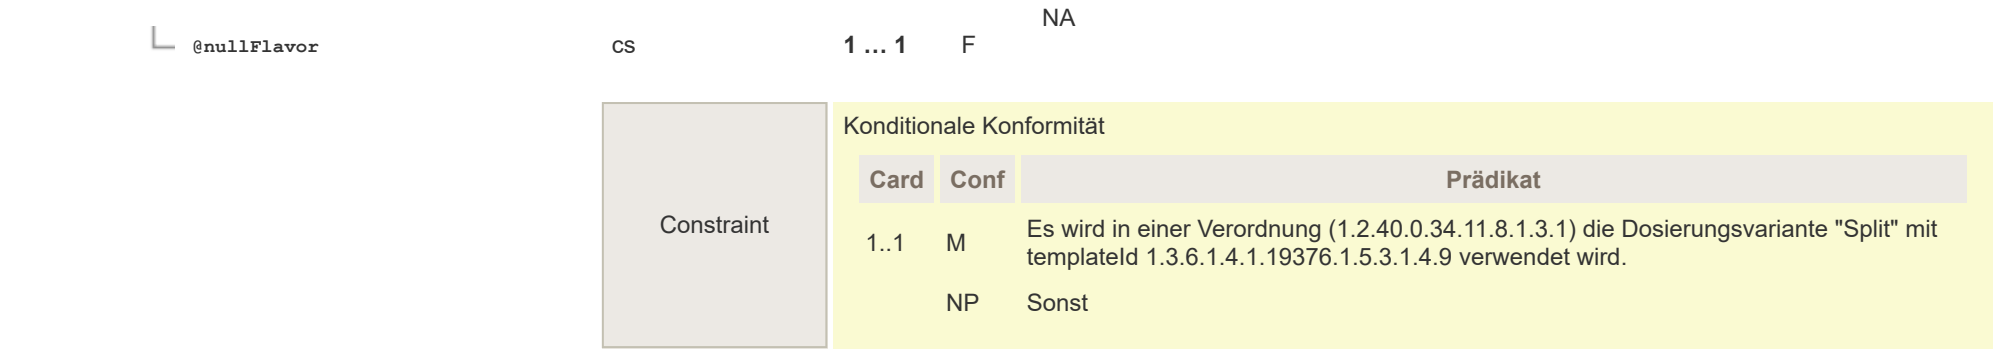 NA
@nullFlavor cs 1 … 1 F
Konditionale Konformität
Card Conf Prädikat
Constraint
1..1 M Es wird in einer Verordnung (1.2.40.0.34.11.8.1.3.1) die Dosierungsvariante "Split" mit
templateId 1.3.6.1.4.1.19376.1.5.3.1.4.9 verwendet wird.
NP Sonst